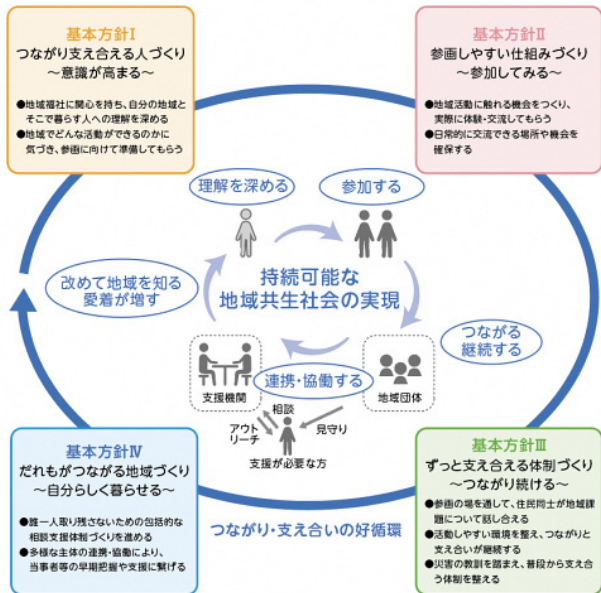 基本方針Ⅰ
つながり支え合える人づくり
～意識が高まる～
●地域福祉に関心を持ち、自分の地域と
そこで暮らす人への理解を深める
●地域でどんな活動ができるのかに
気づき、参画に向けて準備してもらう
基本方針Ⅱ
参画しやすい仕組みづくり
～参加してみる～
●地域活動に触れる機会をつくり、
実際に体験・交流してもらう
●日常的に交流できる場所や機会を
確保する
理解を深める
参加する
改めて地域を知る
愛着が増す
持続可能な
地域共生社会の実現
つながる
継続する
連携・協働する
支援機関
地域団体
相談
アウト
リーチ
見守り
支援が必要な方
基本方針Ⅳ
だれもがつながる地域づくり
～自分らしく暮らせる～
●誰一人取り残さないための包括的な
相談支援体制づくりを進める
●多様な主体の連携・協働により、
当事者等の早期把握や支援に繋げる
つながり・支え合いの好循環
基本方針Ⅲ
ずっと支え合える体制づくり
～つながり続ける～
●参画の場を通して、住民同士が地域課
題について話し合える
●活動しやすい環境を整え、つながりと
支え合いが継続する
●災害の教訓を踏まえ、普段から支え合
う体制を整える